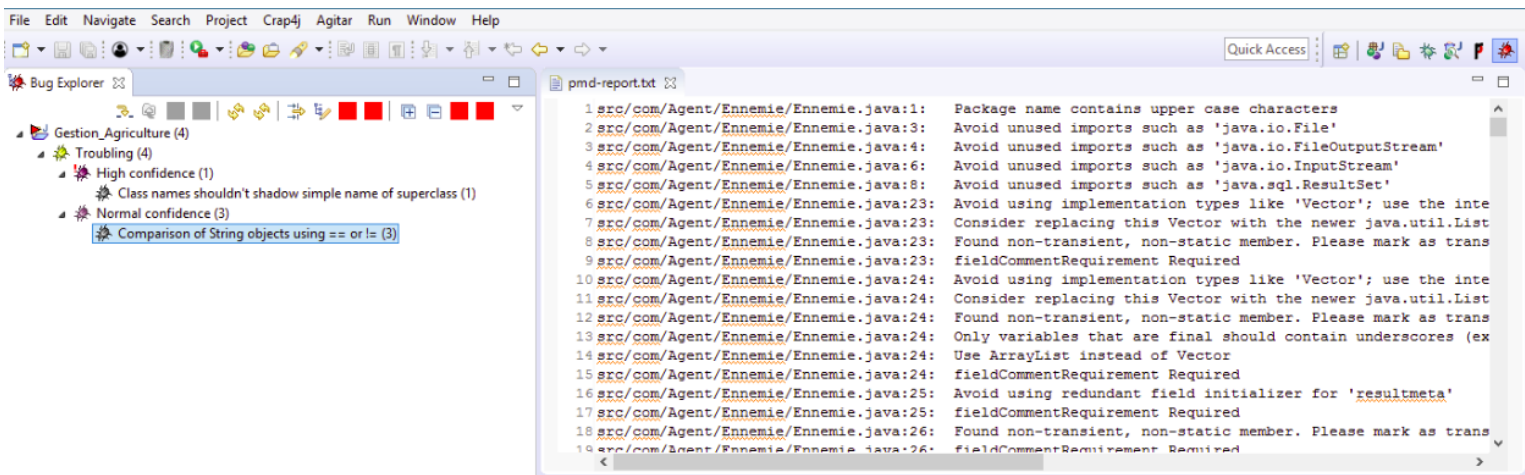 File Edit Navigate Search Project Crap4j Agitar Run Window Help
Quick Access
Bug Explorer
Gestion_Agriculture (4)
Troubling (4)
High confidence (1)
Class names shouldn't shadow simple name of superclass (1)
Normal confidence (3)
Comparison of String objects using == or != (3)
pmd-report.txt
1 src/com/Agent/Ennemie/Ennemie.java:1: Package name contains upper case characters
2 src/com/Agent/Ennemie/Ennemie.java:3: Avoid unused imports such as 'java.io.File'
3 src/com/Agent/Ennemie/Ennemie.java:4: Avoid unused imports such as 'java.io.FileOutputStream'
4 src/com/Agent/Ennemie/Ennemie.java:6: Avoid unused imports such as 'java.io.InputStream'
5 src/com/Agent/Ennemie/Ennemie.java:8: Avoid unused imports such as 'java.sql.ResultSet'
6 src/com/Agent/Ennemie/Ennemie.java:23: Avoid using implementation types like 'Vector'; use the inte
7 src/com/Agent/Ennemie/Ennemie.java:23: Consider replacing this Vector with the newer java.util.List
8 src/com/Agent/Ennemie/Ennemie.java:23: Found non-transient, non-static member. Please mark as trans
9 src/com/Agent/Ennemie/Ennemie.java:23: fieldCommentRequirement Required
10 src/com/Agent/Ennemie/Ennemie.java:24: Avoid using implementation types like 'Vector'; use the inte
11 src/com/Agent/Ennemie/Ennemie.java:24: Consider replacing this Vector with the newer java.util.List
12 src/com/Agent/Ennemie/Ennemie.java:24: Found non-transient, non-static member. Please mark as trans
13 src/com/Agent/Ennemie/Ennemie.java:24: Only variables that are final should contain underscores (ex
14 src/com/Agent/Ennemie/Ennemie.java:24: Use ArrayList instead of Vector
15 src/com/Agent/Ennemie/Ennemie.java:24: fieldCommentRequirement Required
16 src/com/Agent/Ennemie/Ennemie.java:25: Avoid using redundant field initializer for 'resultmeta'
17 src/com/Agent/Ennemie/Ennemie.java:25: fieldCommentRequirement Required
18 src/com/Agent/Ennemie/Ennemie.java:26: Found non-transient, non-static member. Please mark as trans
19 src/com/Agent/Ennemie/Ennemie.java:26: fieldCommentRequirement Required